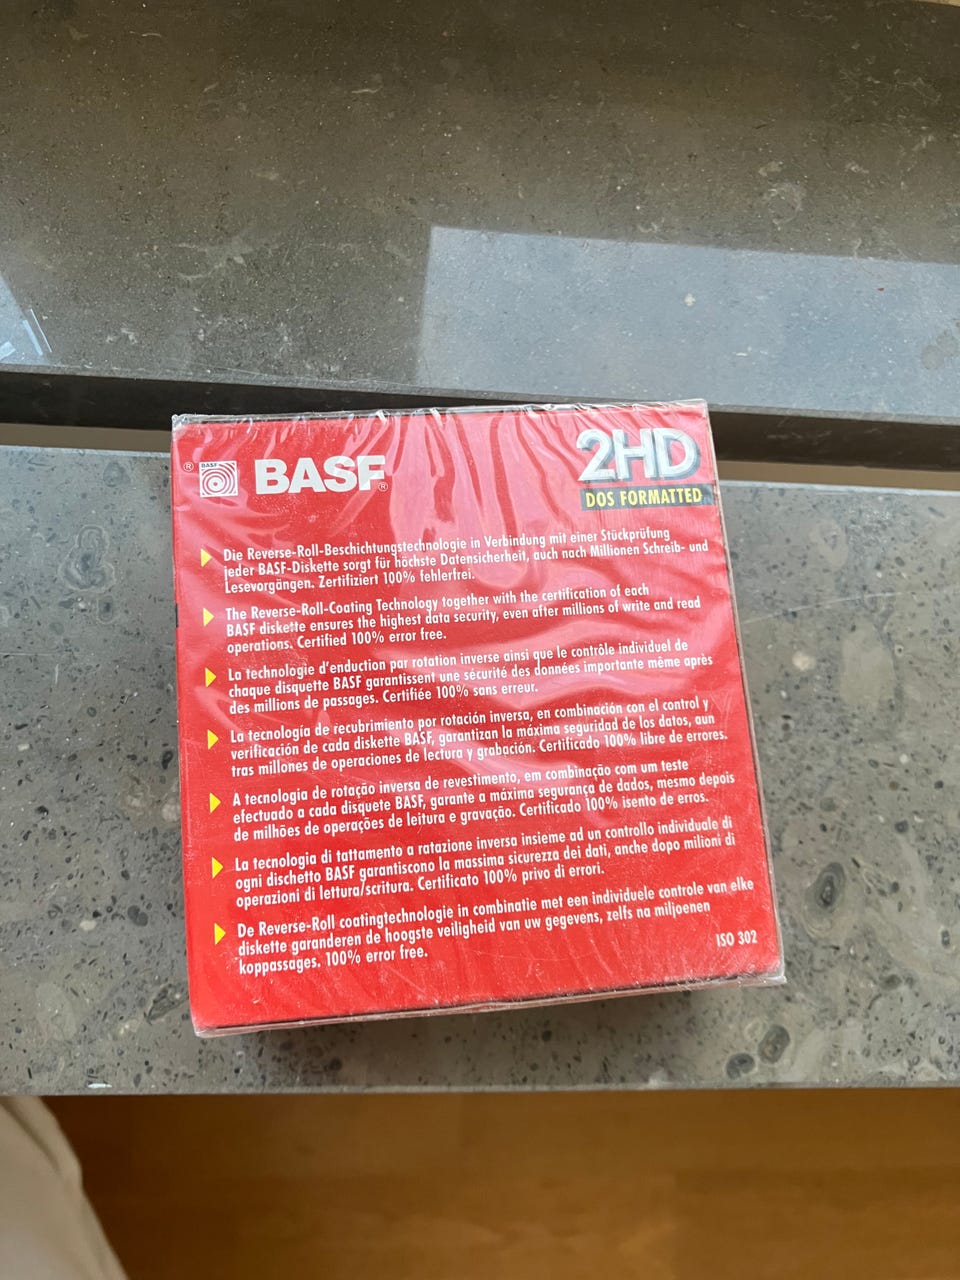 ® BASF BASF®
2HD
DOS FORMATTED
Die Reverse-Roll-Beschichtungstechnologie in Verbindung mit einer Stückprüfung
jeder BASF-Diskette sorgt für höchste Datensicherheit, auch nach Millionen Schreib- und
Lesevorgängen. Zertifiziert 100% fehlerfrei.
The Reverse-Roll-Coating Technology together with the certification of each
BASF diskette ensures the highest data security, even after millions of write and read
operations. Certified 100% error free.
La technologie d'enduction par rotation inverse ainsi que le contrôle individuel de
chaque disquette BASF garantissent une sécurité des données importante même après
des millions de passages. Certifiée 100% sans erreur.
La tecnología de recubrimiento por rotación inversa, en combinación con el control y
verificación de cada diskette BASF, garantizan la máxima seguridad de los datos, aun
tras millones de operaciones de lectura y grabación. Certificado 100% libre de errores.
A tecnologia de rotação inversa de revestimento, em combinação com um teste
efectuado a cada disquete BASF, garante a máxima segurança de dados, mesmo depois
de milhões de operações de leitura e gravação. Certificado 100% isento de erros.
La tecnologia di tattamento a ratazione inversa insieme ad un controllo individuale di
ogni dischetto BASF garantiscono la massima sicurezza dei dati, anche dopo milioni di
operazioni di lettura/scritura. Certificato 100% privo di errori.
De Reverse-Roll coatingtechnologie in combinatie met een individuele controle van elke
diskette garanderen de hoogste veiligheid van uw gegevens, zelfs na miljoenen
koppassages. 100% error free.
ISO 302